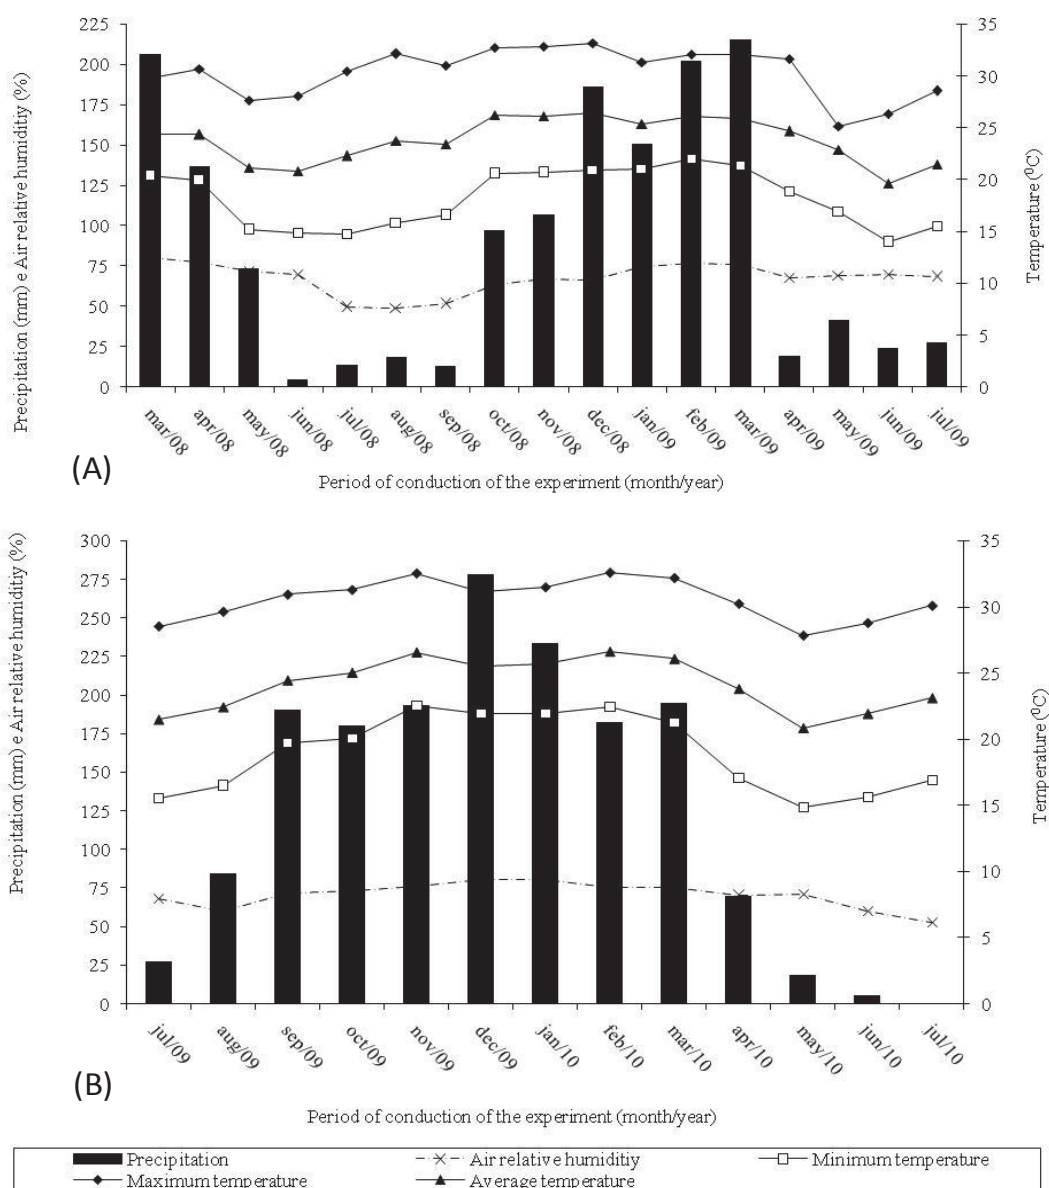 225
200
175
150
125
100
75
50
25
0
35
30
25
20
15
10
5
0
Precipitation (mm) e Air relative humiditiy (%)
Temperature (⁰C)
mar/08
apr/08
may/08
jun/08
jul/08
aug/08
sep/08
oct/08
nov/08
dec/08
jan/09
feb/09
mar/09
apr/09
may/09
jun/09
jul/09
(A)
Period of conduction of the experiment (month/year)
300
275
250
225
200
175
150
125
100
75
50
25
0
35
30
25
20
15
10
5
0
Precipitation (mm) e Air relative humiditiy (%)
Temperature (⁰C)
jul/09
aug/09
sep/09
oct/09
nov/09
dec/09
jan/10
feb/10
mar/10
apr/10
may/10
jun/10
jul/10
(B)
Period of conduction of the experiment (month/year)
Precipitation Air relative humiditiy Minimum temperature
Maximum temperature Average temperature